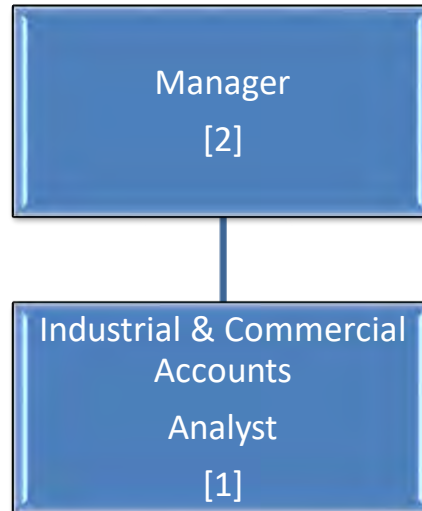 Manager
[2]
Industrial & Commercial
Accounts
Analyst
[1]